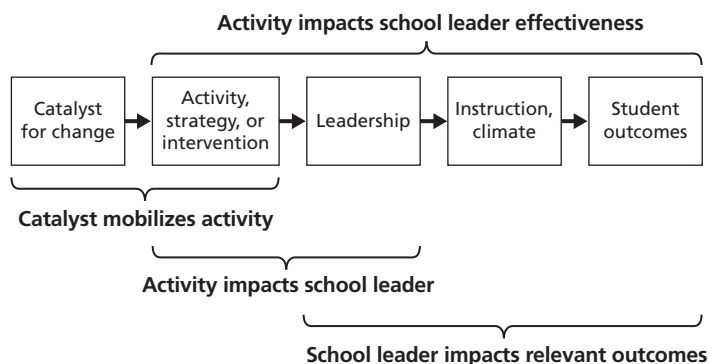 Activity impacts school leader effectiveness
Catalyst
for change
Activity,
strategy, or
intervention
Leadership
Instruction,
climate
Student
outcomes
Catalyst mobilizes activity
Activity impacts school leader
School leader impacts relevant outcomes